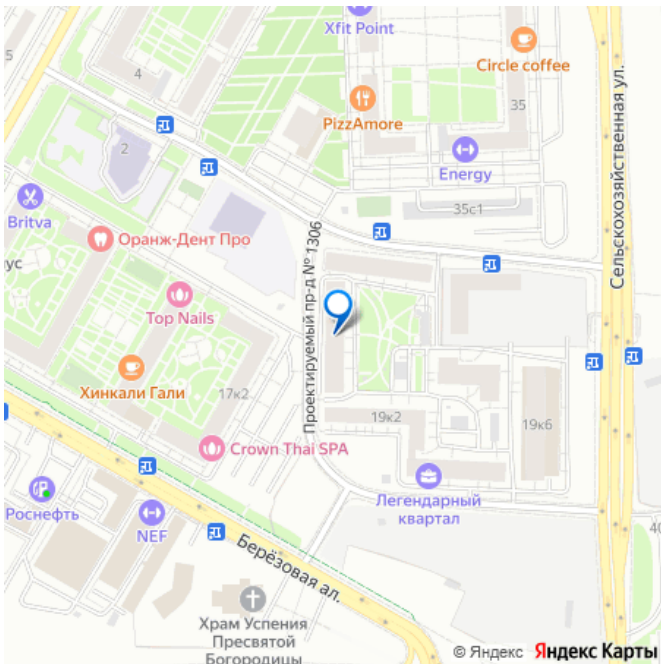 Xfit Point
Circle coffee
5
4
PizzAmore
35
Сельскохозяйственная ул.
2
Energy
Britva
35с1
Оранж-Дент Про
ус
Проектируемый пр-д № 1306
Top Nails
Хинкали Гали
17к2
19к2
19к6
Crown Thai SPA
Легендарный
квартал
Роснефть
NEF
40
Берёзовая ал.
Храм Успения
Пресвятой
Богородицы
© Яндекс Яндекс Карты